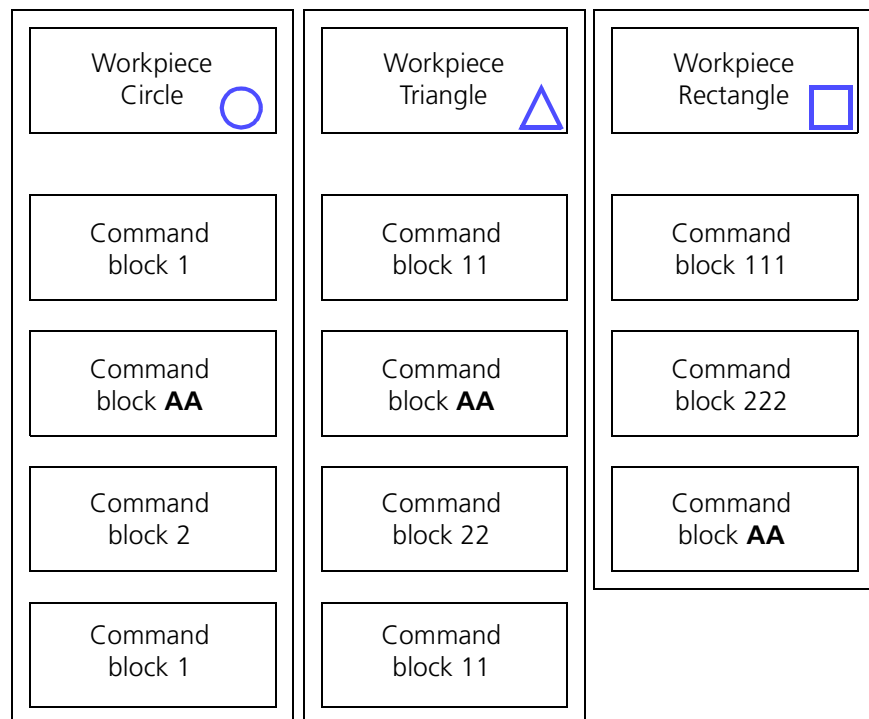 Workpiece
Circle
Command
block 1
Command
block AA
Command
block 2
Command
block 1
Workpiece
Triangle
Command
block 11
Command
block AA
Command
block 22
Command
block 11
Workpiece
Rectangle
Command
block 111
Command
block 222
Command
block AA